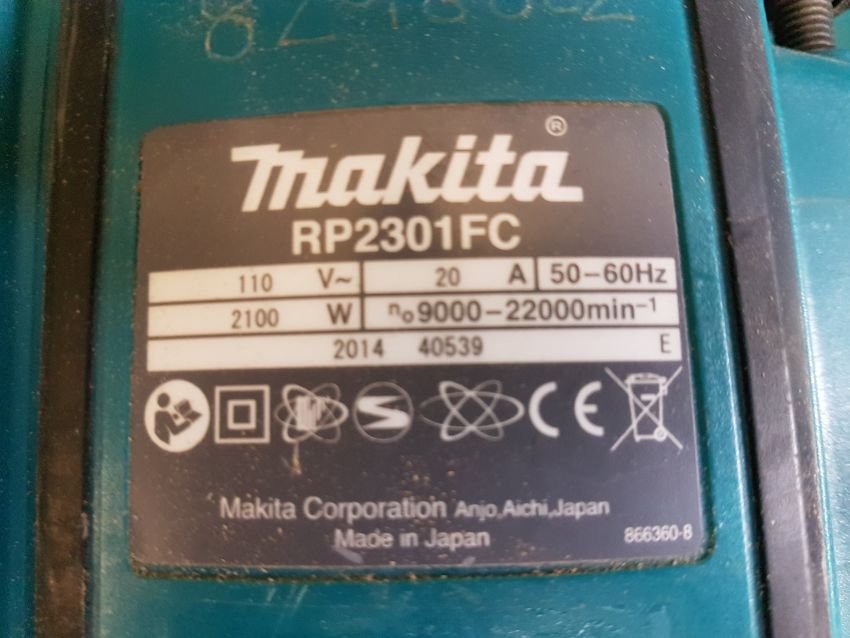 makita®
RP2301FC
110 V~ 20 A 50-60Hz
2100 W n₀ 9000-22000min⁻¹
2014 40539 E
CE
Makita Corporation Anjo,Aichi,Japan
Made in Japan 866360-8